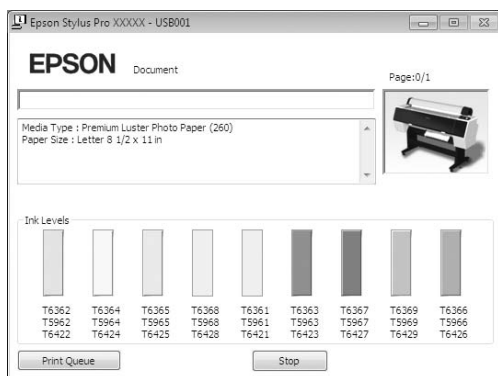 Epson Stylus Pro XXXXX - USB001
EPSON Document
Page:0/1
Media Type : Premium Luster Photo Paper (260)
Paper Size : Letter 8 1/2 x 11 in
Ink Levels
T6362 T6364 T6365 T6368 T6361 T6363 T6367 T6369 T6366
T5962 T5964 T5965 T5968 T5961 T5963 T5967 T5969 T5966
T6422 T6424 T6425 T6428 T6421 T6423 T6427 T6429 T6426
Print Queue Stop